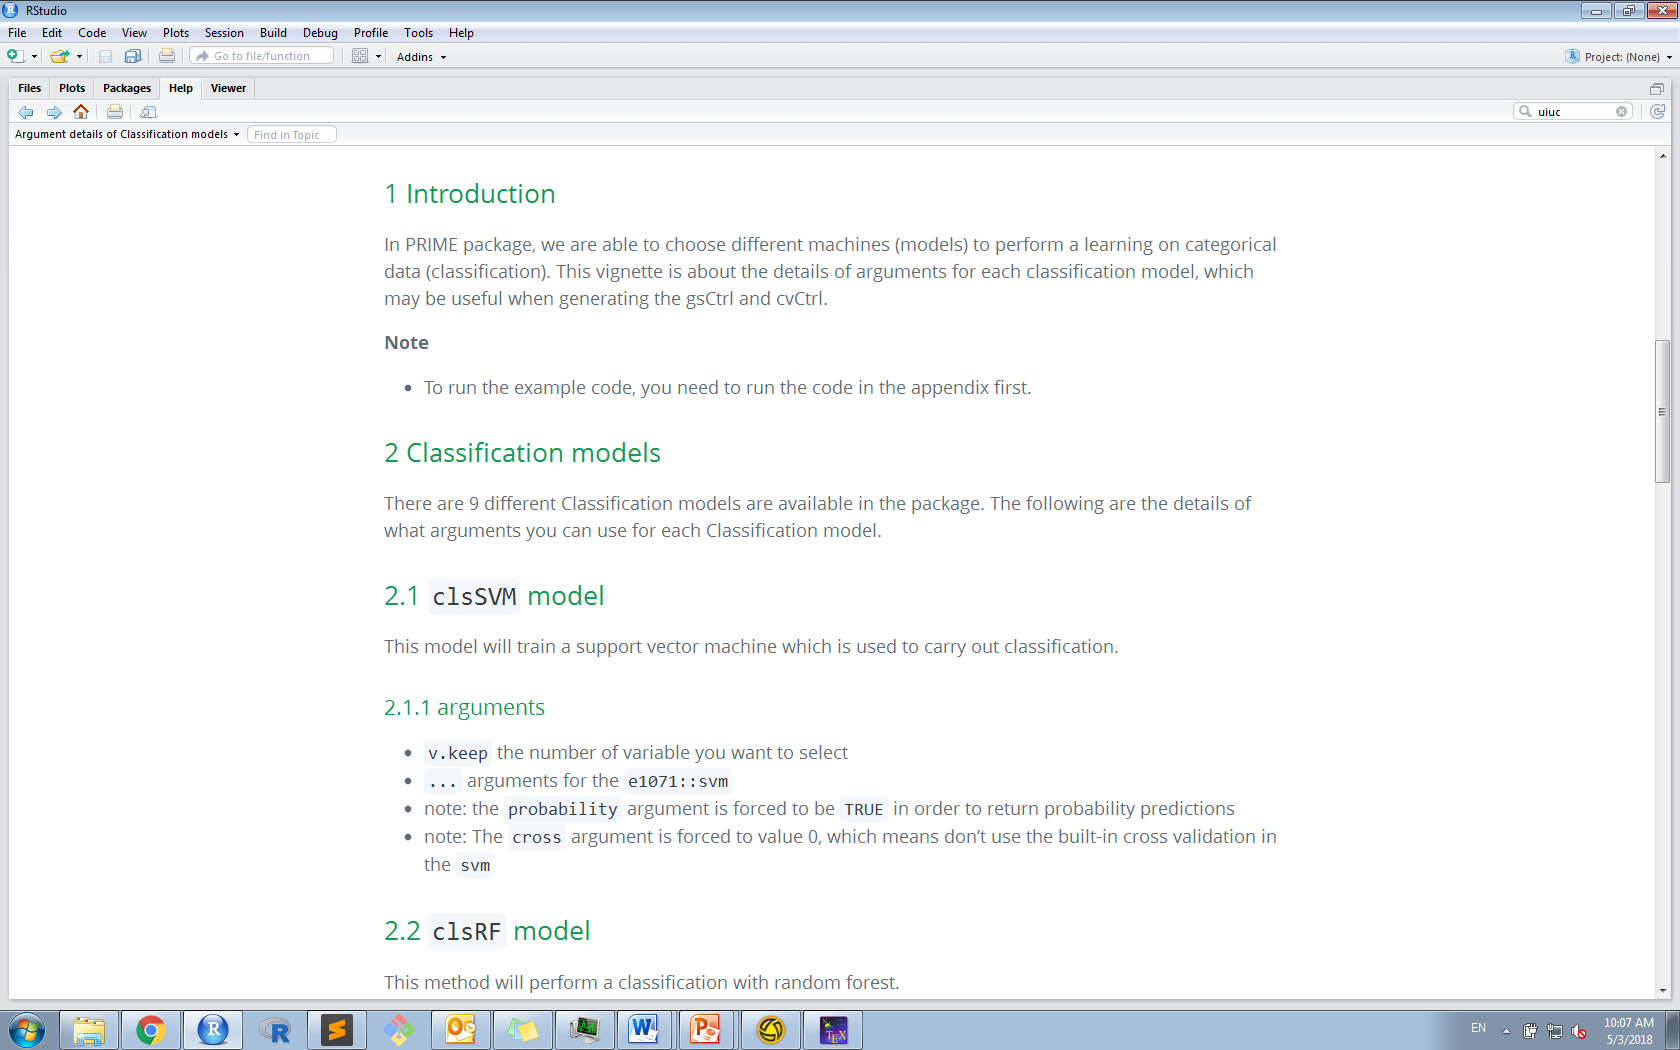 RStudio
File Edit Code View Plots Session Build Debug Profile Tools Help
Go to file/function Addins Project: (None)
Files Plots Packages Help Viewer
uiuc
Argument details of Classification models Find in Topic
1 Introduction
In PRIME package, we are able to choose different machines (models) to perform a learning on categorical
data (classification). This vignette is about the details of arguments for each classification model, which
may be useful when generating the gsCtrl and cvCtrl.
Note
• To run the example code, you need to run the code in the appendix first.
2 Classification models
There are 9 different Classification models are available in the package. The following are the details of
what arguments you can use for each Classification model.
2.1 clsSVM model
This model will train a support vector machine which is used to carry out classification.
2.1.1 arguments
• v.keep the number of variable you want to select
• ... arguments for the e1071::svm
• note: the probability argument is forced to be TRUE in order to return probability predictions
• note: The cross argument is forced to value 0, which means don’t use the built-in cross validation in
the svm
2.2 clsRF model
This method will perform a classification with random forest.
EN 10:07 AM
5/3/2018